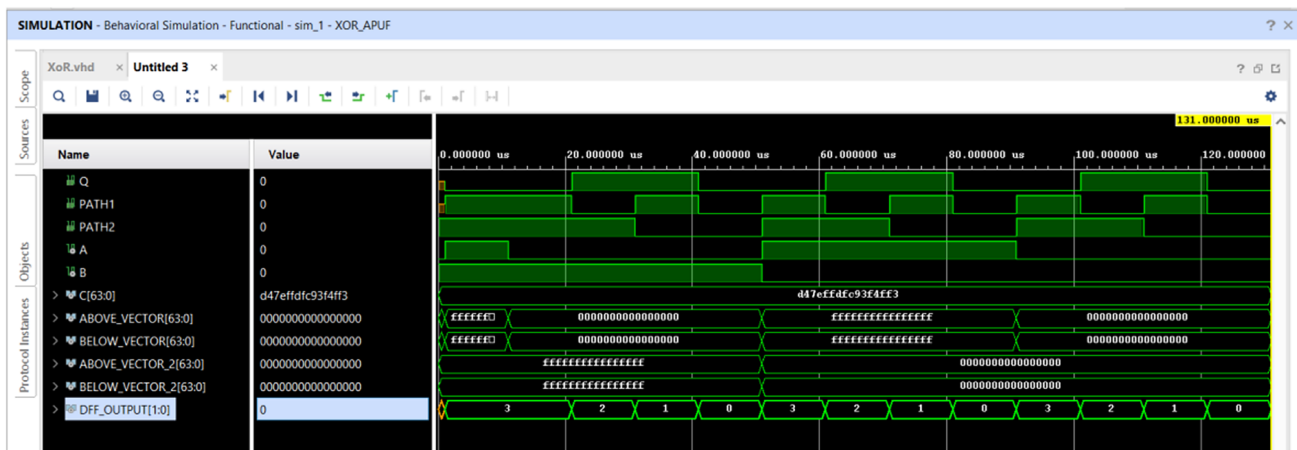 SIMULATION - Behavioral Simulation - Functional - sim_1 - XOR_APUF ? ×
XoR.vhd × Untitled 3 × ?
Scope
Sources
Objects
Protocol Instances
131.000000 us
Name Value 0.000000 us 20.000000 us 40.000000 us 60.000000 us 80.000000 us 100.000000 us 120.000000
Q 0
PATH1 0
PATH2 0
A 0
B 0
C[63:0] d47effdfc93f4ff3 d47effdfc93f4ff3
ABOVE_VECTOR[63:0] 0000000000000000 ffffff 0000000000000000 ffffffffffffffff 0000000000000000
BELOW_VECTOR[63:0] 0000000000000000 ffffff 0000000000000000 ffffffffffffffff 0000000000000000
ABOVE_VECTOR_2[63:0] 0000000000000000 ffffffffffffffff 0000000000000000
BELOW_VECTOR_2[63:0] 0000000000000000 ffffffffffffffff 0000000000000000
DFF_OUTPUT[1:0] 0 3 2 1 0 3 2 1 0 3 2 1 0